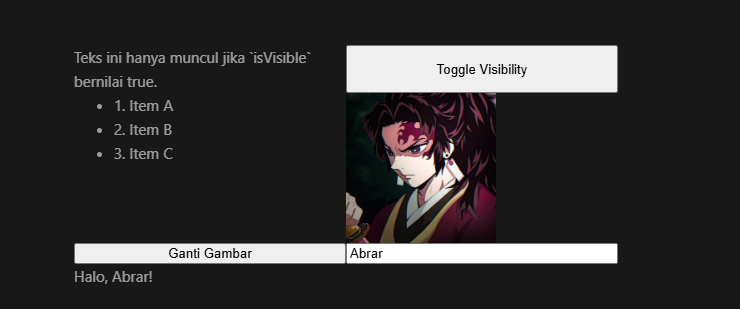 Teks ini hanya muncul jika `isVisible`
bernilai true.
Toggle Visibility
• 1. Item A
• 2. Item B
• 3. Item C
Ganti Gambar
Abrar
Halo, Abrar!